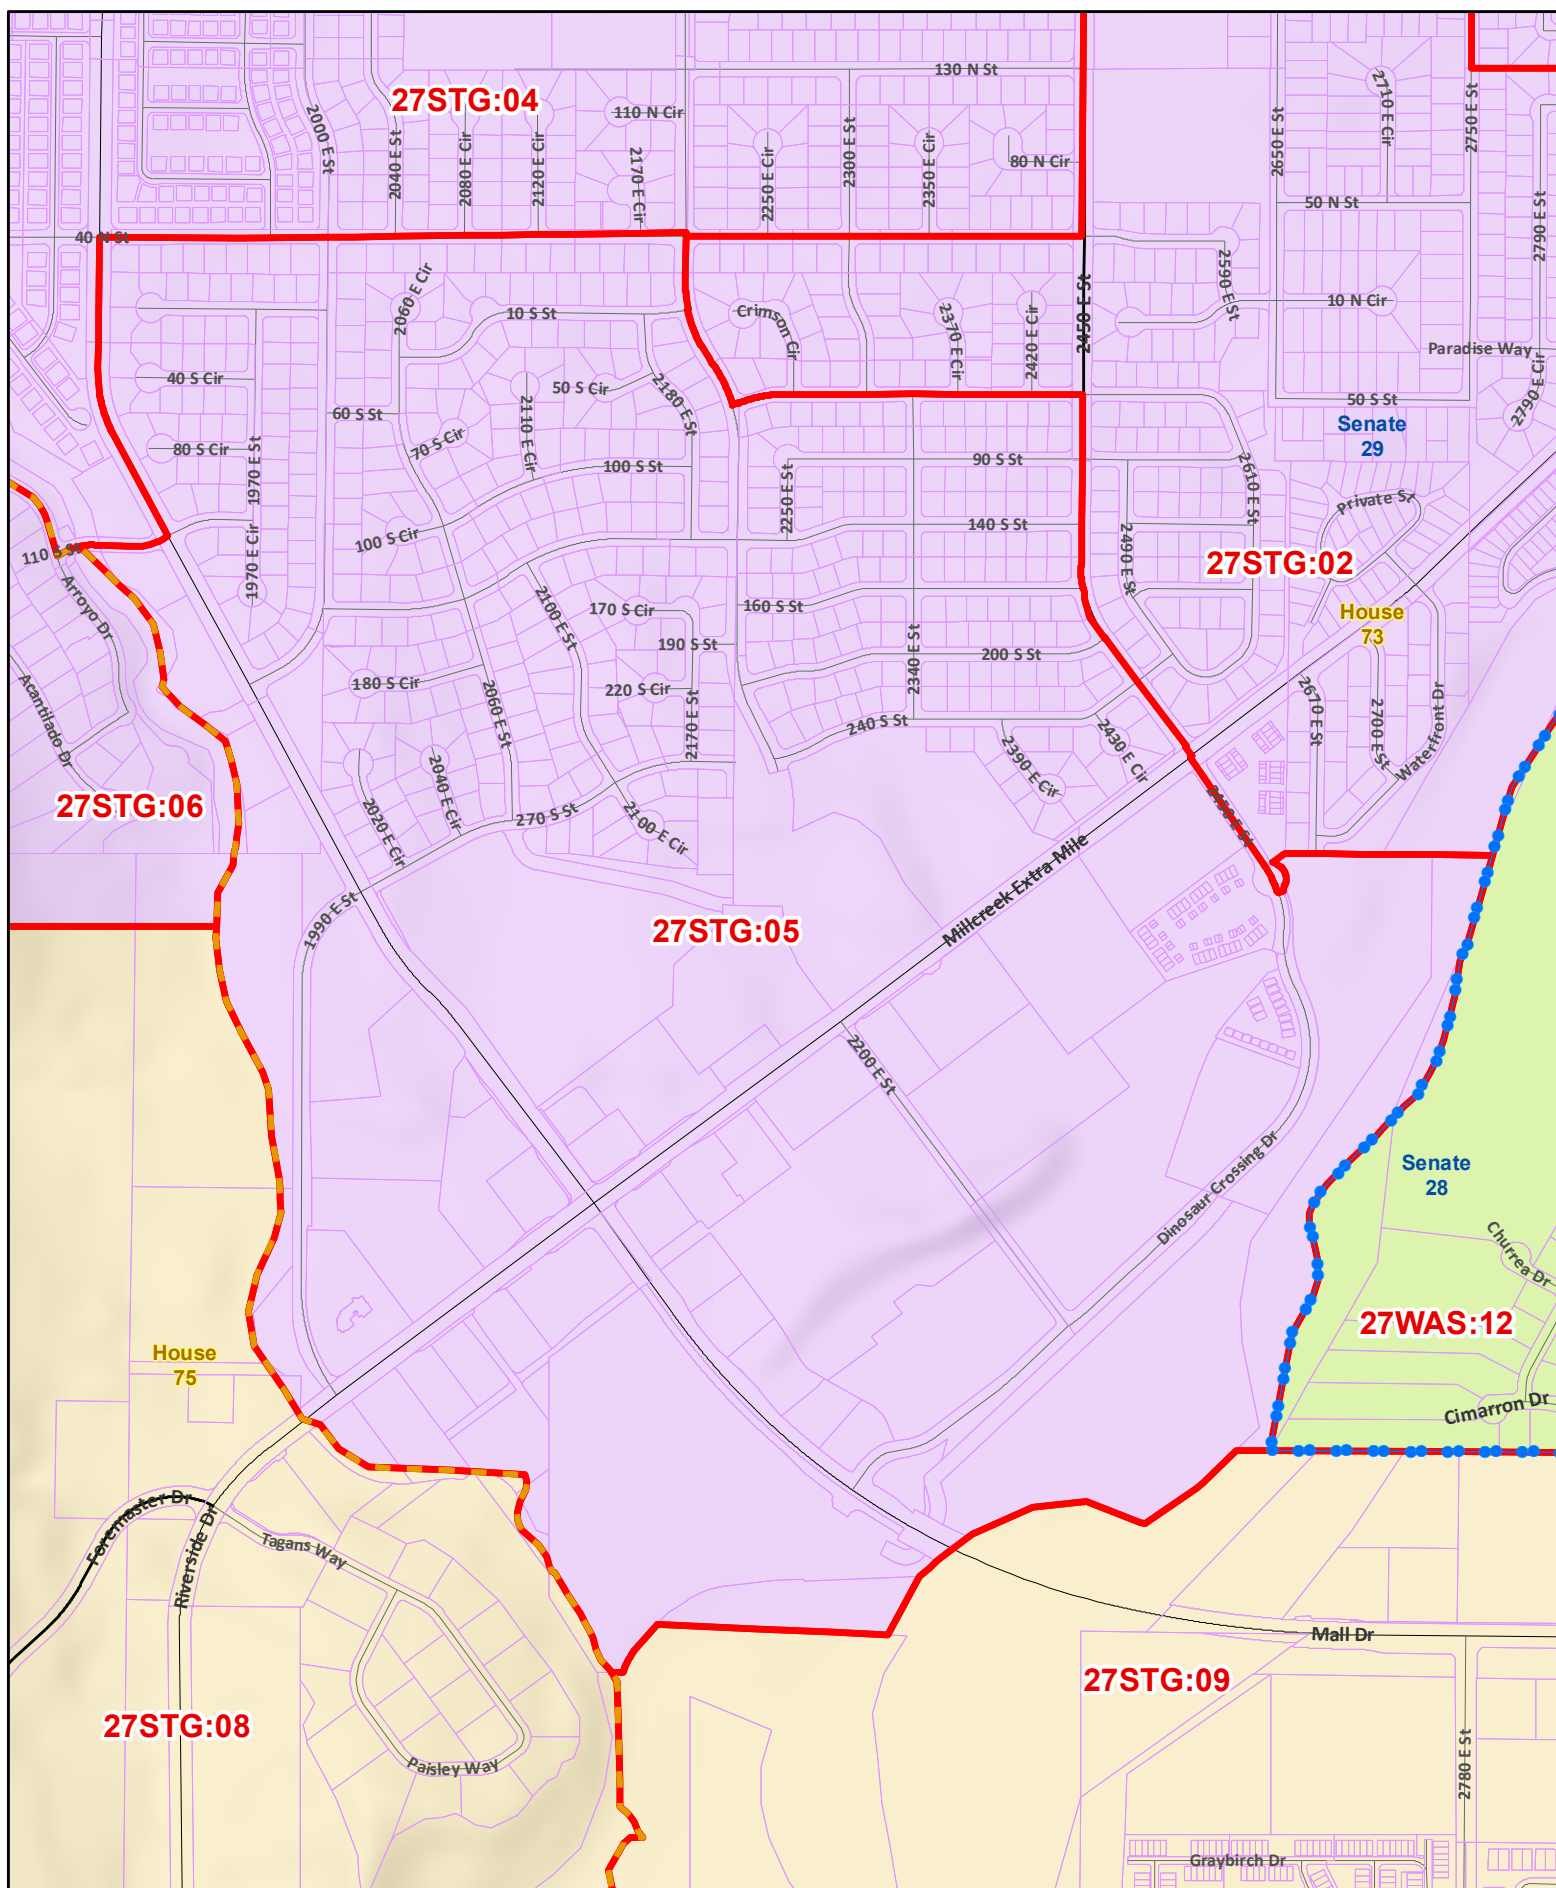 130 N St
27STG:04
110 N Cir
2000 E St
2040 E St
2080 E Cir
2120 E Cir
2170 E Cir
2250 E Cir
2300 E St
2350 E Cir
80 N Cir
2650 E St
2710 E Cir
2750 E St
50 N St
2790 E St
40 N St
2060 E Cir
10 S St
Crimson Cir
2370 E Cir
2420 E Cir
2450 E St
2590 E St
10 N Cir
Paradise Way
40 S Cir
50 S Cir
2180 E St
2790 E Cir
50 S St
60 S St
2110 E Cir
70 S Cir
Senate
29
80 S Cir
1970 E St
100 S St
2250 E St
90 S St
2610 E St
Private Sr
140 S St
100 S Cir
110 S St
1970 E Cir
2490 E St
27STG:02
Arroyo Dr
2100 E St
170 S Cir
160 S St
House
73
190 S St
2340 E St
200 S St
Acantilado Dr
180 S Cir
220 S Cir
2060 E St
2170 E St
240 S St
2390 E Cir
2430 E Cir
2670 E St
2700 E St
Waterfront Dr
27STG:06
2020 E Cir
2040 E Cir
270 S St
2100 E Cir
2450 E St
Millcreek Extra Mile
1990 E St
27STG:05
2200 E St
Dinosaur Crossing Dr
Senate
28
Churrea Dr
27WAS:12
House
75
Cimarron Dr
Foremaster Dr
Riverside Dr
Tagans Way
Mall Dr
27STG:09
27STG:08
Paisley Way
2780 E St
Graybirch Dr